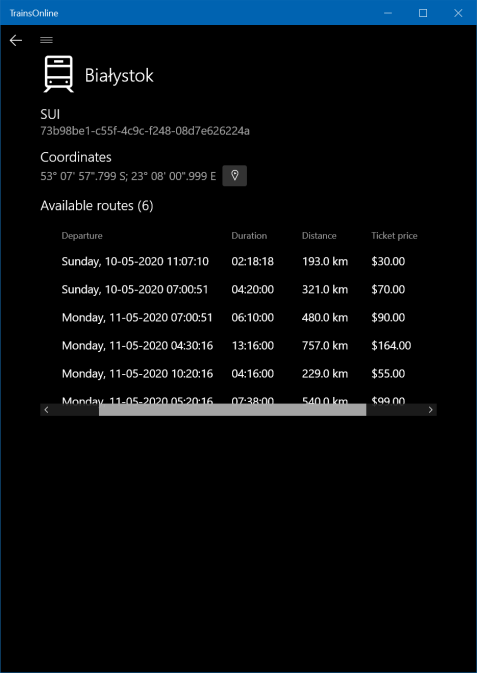 TrainsOnline
Białystok
SUI
73b98be1-c55f-4c9c-f248-08d7e626224a
Coordinates
53° 07' 57".799 S; 23° 08' 00".999 E
Available routes (6)
Departure Duration Distance Ticket price
Sunday, 10-05-2020 11:07:10 02:18:18 193.0 km $30.00
Sunday, 10-05-2020 07:00:51 04:20:00 321.0 km $70.00
Monday, 11-05-2020 07:00:51 06:10:00 480.0 km $90.00
Monday, 11-05-2020 04:30:16 13:16:00 757.0 km $164.00
Monday, 11-05-2020 10:20:16 04:16:00 229.0 km $55.00
Monday, 11-05-2020 05:20:16 07:38:00 540.0 km $99.00